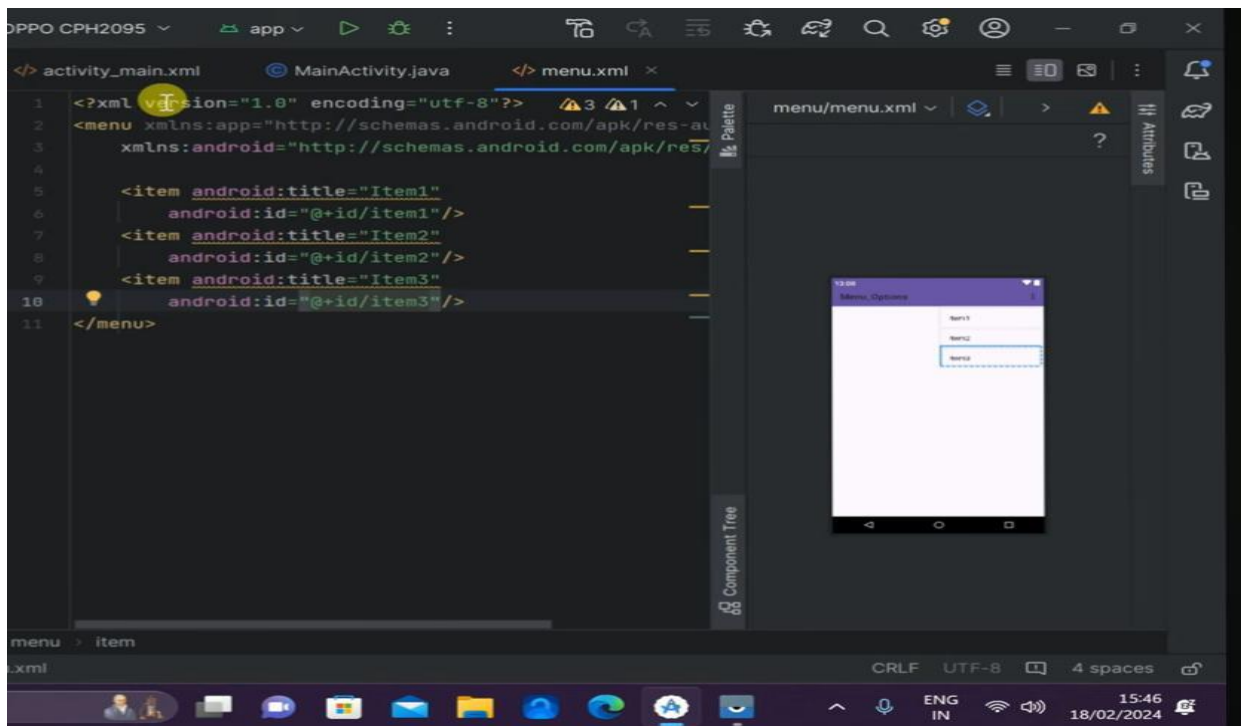 OPPO CPH2095 app
activity_main.xml MainActivity.java menu.xml
1 <?xml version="1.0" encoding="utf-8"?> 3 1
2 <menu xmlns:app="http://schemas.android.com/apk/res-au
3 xmlns:android="http://schemas.android.com/apk/res/
4
5 <item android:title="Item1"
6 android:id="@+id/item1"/>
7 <item android:title="Item2"
8 android:id="@+id/item2"/>
9 <item android:title="Item3"
10 android:id="@+id/item3"/>
11 </menu>
Palette
Component Tree
menu/menu.xml
?
Attributes
Menu_Options
Item1
Item2
Item3
menu > item
.xml
CRLF UTF-8 4 spaces
ENG
IN
15:46
18/02/2024